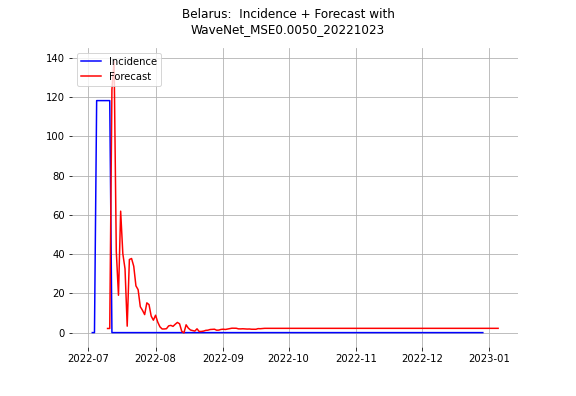 Belarus:  Incidence + Forecast with
WaveNet_MSE0.0050_20221023
Incidence
Forecast
140
120
100
80
60
40
20
0
2022-07 2022-08 2022-09 2022-10 2022-11 2022-12 2023-01